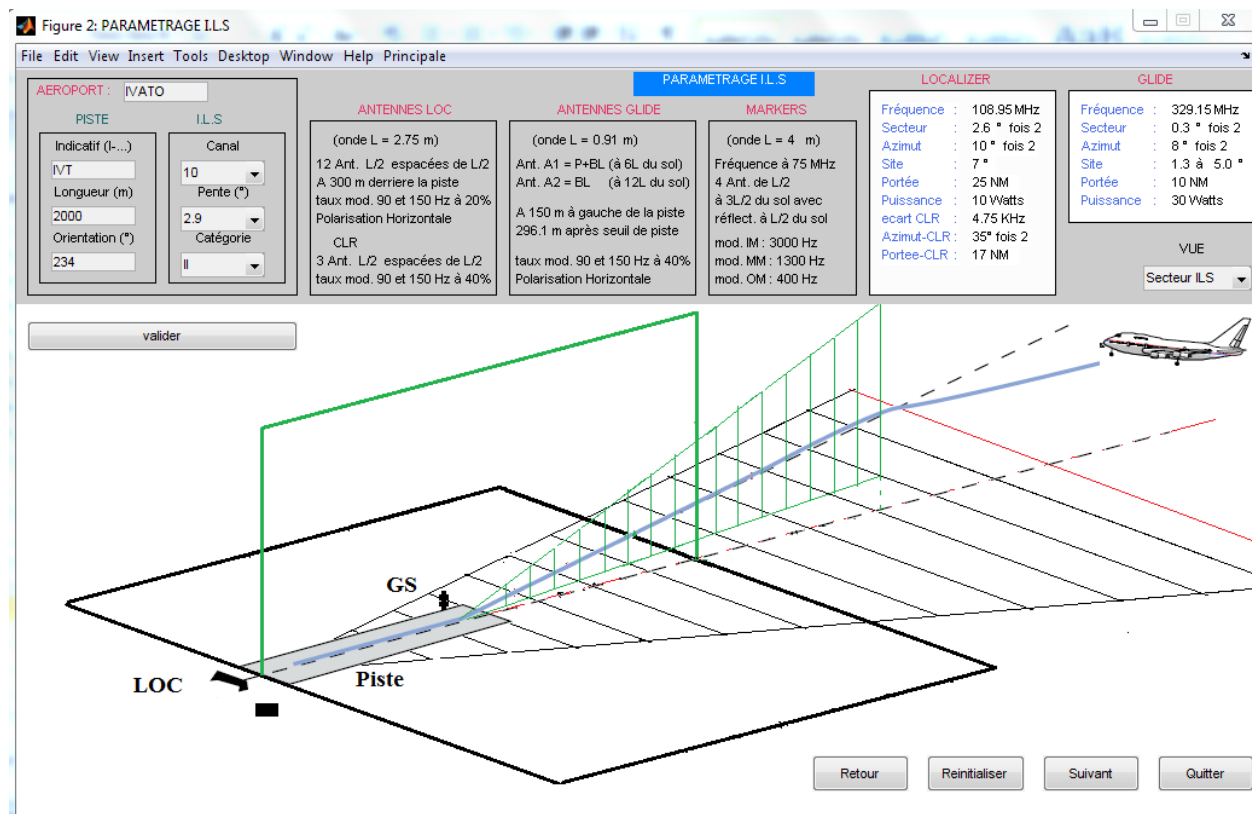 Figure 2: PARAMETRAGE I.L.S
File Edit View Insert Tools Desktop Window Help Principale
PARAMETRAGE I.L.S
AEROPORT : IVATO
PISTE
Indicatif (I-...)
IVT
Longueur (m)
2000
Orientation (°)
234
I.L.S
Canal
10
Pente (°)
2.9
Catégorie
II
ANTENNES LOC
(onde L = 2.75 m)
12 Ant. L/2 espacées de L/2
A 300 m derriere la piste
taux mod. 90 et 150 Hz à 20%
Polarisation Horizontale
CLR
3 Ant. L/2 espacées de L/2
taux mod. 90 et 150 Hz à 40%
ANTENNES GLIDE
(onde L = 0.91 m)
Ant. A1 = P+BL (à 6L du sol)
Ant. A2 = BL (à 12L du sol)
A 150 m à gauche de la piste
296.1 m après seuil de piste
taux mod. 90 et 150 Hz à 40%
Polarisation Horizontale
MARKERS
(onde L = 4 m)
Fréquence à 75 MHz
4 Ant. de L/2
à 3L/2 du sol avec
réflect. à L/2 du sol
mod. IM : 3000 Hz
mod. MM : 1300 Hz
mod. OM : 400 Hz
LOCALIZER
Fréquence : 108.95 MHz
Secteur : 2.6 ° fois 2
Azimut : 10 ° fois 2
Site : 7 °
Portée : 25 NM
Puissance : 10 Watts
ecart CLR : 4.75 KHz
Azimut-CLR : 35° fois 2
Portee-CLR : 17 NM
GLIDE
Fréquence : 329.15 MHz
Secteur : 0.3 ° fois 2
Azimut : 8 ° fois 2
Site : 1.3 à 5.0 °
Portée : 10 NM
Puissance : 30 Watts
VUE
Secteur ILS
valider
GS
LOC
Piste
Retour
Reinitialiser
Suivant
Quitter